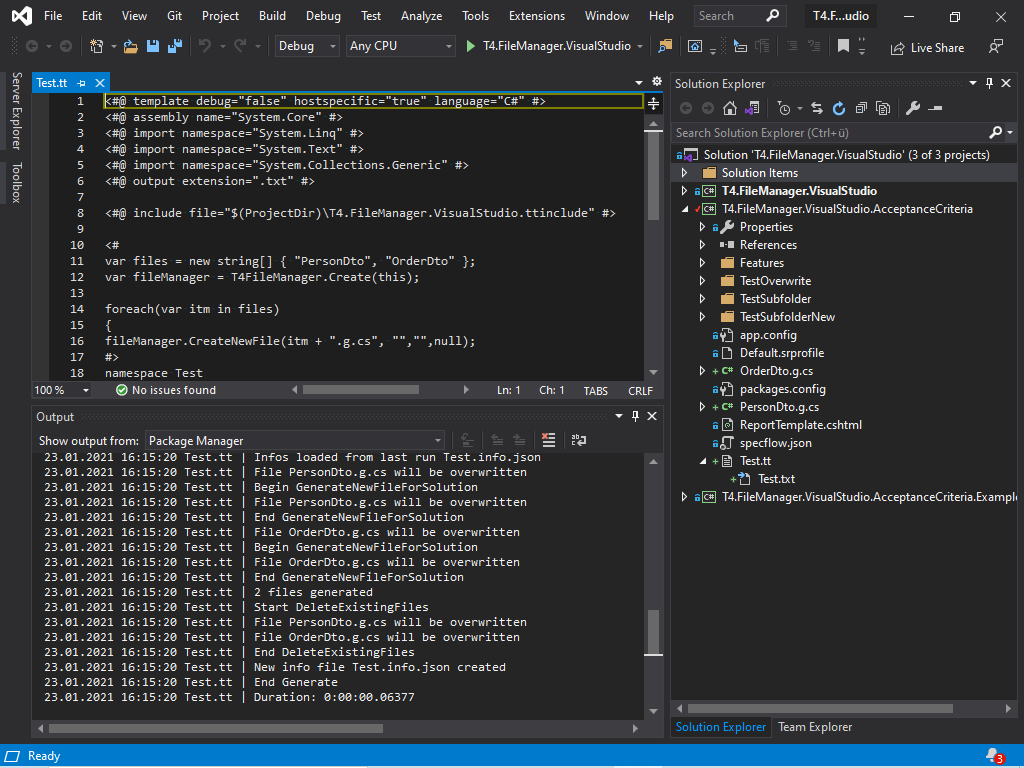 File Edit View Git Project Build Debug Test Analyze Tools Extensions Window Help Search T4.F...udio
Debug Any CPU T4.FileManager.VisualStudio Live Share
Server Explorer
Toolbox
Test.tt
1 <#@ template debug="false" hostspecific="true" language="C#" #>
2 <#@ assembly name="System.Core" #>
3 <#@ import namespace="System.Linq" #>
4 <#@ import namespace="System.Text" #>
5 <#@ import namespace="System.Collections.Generic" #>
6 <#@ output extension=".txt" #>
7
8 <#@ include file="$(ProjectDir)\T4.FileManager.VisualStudio.ttinclude" #>
9
10 <#
11 var files = new string[] { "PersonDto", "OrderDto" };
12 var fileManager = T4FileManager.Create(this);
13
14 foreach(var itm in files)
15 {
16 fileManager.CreateNewFile(itm + ".g.cs", "","",null);
17 #>
18 namespace Test
100 % No issues found Ln: 1 Ch: 1 TABS CRLF
Output
Show output from: Package Manager
23.01.2021 16:15:20 Test.tt | Infos loaded from last run Test.info.json
23.01.2021 16:15:20 Test.tt | File PersonDto.g.cs will be overwritten
23.01.2021 16:15:20 Test.tt | Begin GenerateNewFileForSolution
23.01.2021 16:15:20 Test.tt | File PersonDto.g.cs will be overwritten
23.01.2021 16:15:20 Test.tt | End GenerateNewFileForSolution
23.01.2021 16:15:20 Test.tt | File OrderDto.g.cs will be overwritten
23.01.2021 16:15:20 Test.tt | Begin GenerateNewFileForSolution
23.01.2021 16:15:20 Test.tt | File OrderDto.g.cs will be overwritten
23.01.2021 16:15:20 Test.tt | End GenerateNewFileForSolution
23.01.2021 16:15:20 Test.tt | 2 files generated
23.01.2021 16:15:20 Test.tt | Start DeleteExistingFiles
23.01.2021 16:15:20 Test.tt | File PersonDto.g.cs will be overwritten
23.01.2021 16:15:20 Test.tt | File OrderDto.g.cs will be overwritten
23.01.2021 16:15:20 Test.tt | End DeleteExistingFiles
23.01.2021 16:15:20 Test.tt | New info file Test.info.json created
23.01.2021 16:15:20 Test.tt | End Generate
23.01.2021 16:15:20 Test.tt | Duration: 0:00:00.06377
Solution Explorer
Search Solution Explorer (Ctrl+ü)
Solution 'T4.FileManager.VisualStudio' (3 of 3 projects)
Solution Items
C# T4.FileManager.VisualStudio
C# T4.FileManager.VisualStudio.AcceptanceCriteria
Properties
References
Features
TestOverwrite
TestSubfolder
TestSubfolderNew
app.config
Default.srprofile
+ C# OrderDto.g.cs
packages.config
+ C# PersonDto.g.cs
ReportTemplate.cshtml
specflow.json
+ Test.tt
+ Test.txt
C# T4.FileManager.VisualStudio.AcceptanceCriteria.Example
Solution Explorer Team Explorer
Ready 3